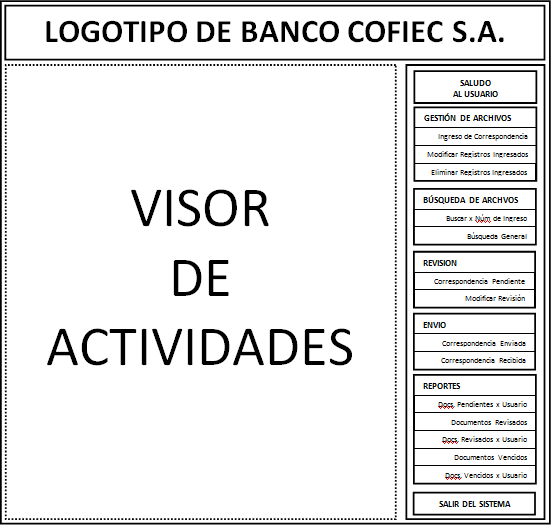 LOGOTIPO DE BANCO COFIEC S.A.
VISOR
DE
ACTIVIDADES
SALUDO
AL USUARIO
GESTIÓN DE ARCHIVOS
Ingreso de Correspondencia
Modificar Registros Ingresados
Eliminar Registros Ingresados
BÚSQUEDA DE ARCHVOS
Buscar x Núm de Ingreso
Búsqueda General
REVISION
Correspondencia Pendiente
Modificar Revisión
ENVIO
Correspondencia Enviada
Correspondencia Recibida
REPORTES
Docs. Pendientes x Usuario
Documentos Revisados
Docs. Revisados x Usuario
Documentos Vencidos
Docs. Vencidos x Usuario
SALIR DEL SISTEMA